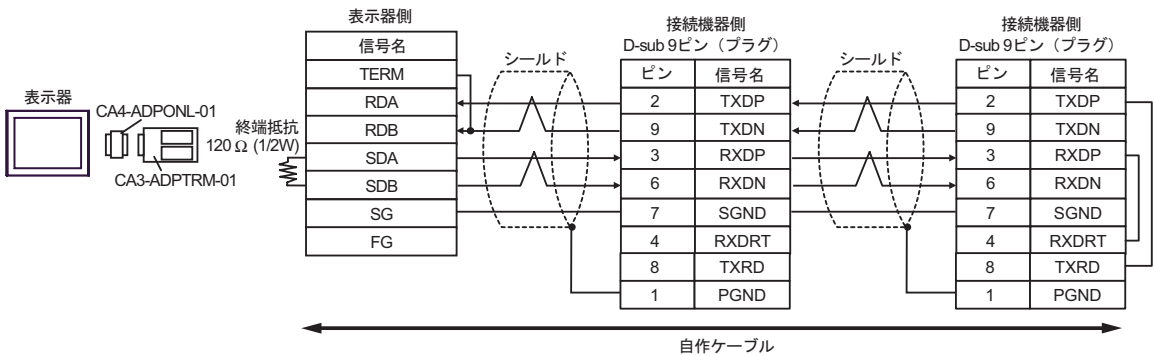 表示器
CA4-ADPONL-01
CA3-ADPTRM-01
終端抵抗
120 Ω (1/2W)
表示器側
信号名
TERM
RDA
RDB
SDA
SDB
SG
FG
シールド
接続機器側
D-sub 9ピン（プラグ）
ピン 信号名
2 TXDP
9 TXDN
3 RXDP
6 RXDN
7 SGND
4 RXDRT
8 TXRD
1 PGND
シールド
接続機器側
D-sub 9ピン（プラグ）
ピン 信号名
2 TXDP
9 TXDN
3 RXDP
6 RXDN
7 SGND
4 RXDRT
8 TXRD
1 PGND
自作ケーブル